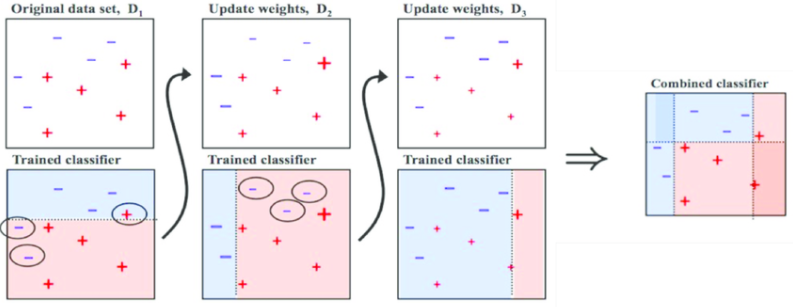 Original data set, D1
Update weights, D2
Update weights, D3
Combined classifier
Trained classifier
Trained classifier
Trained classifier